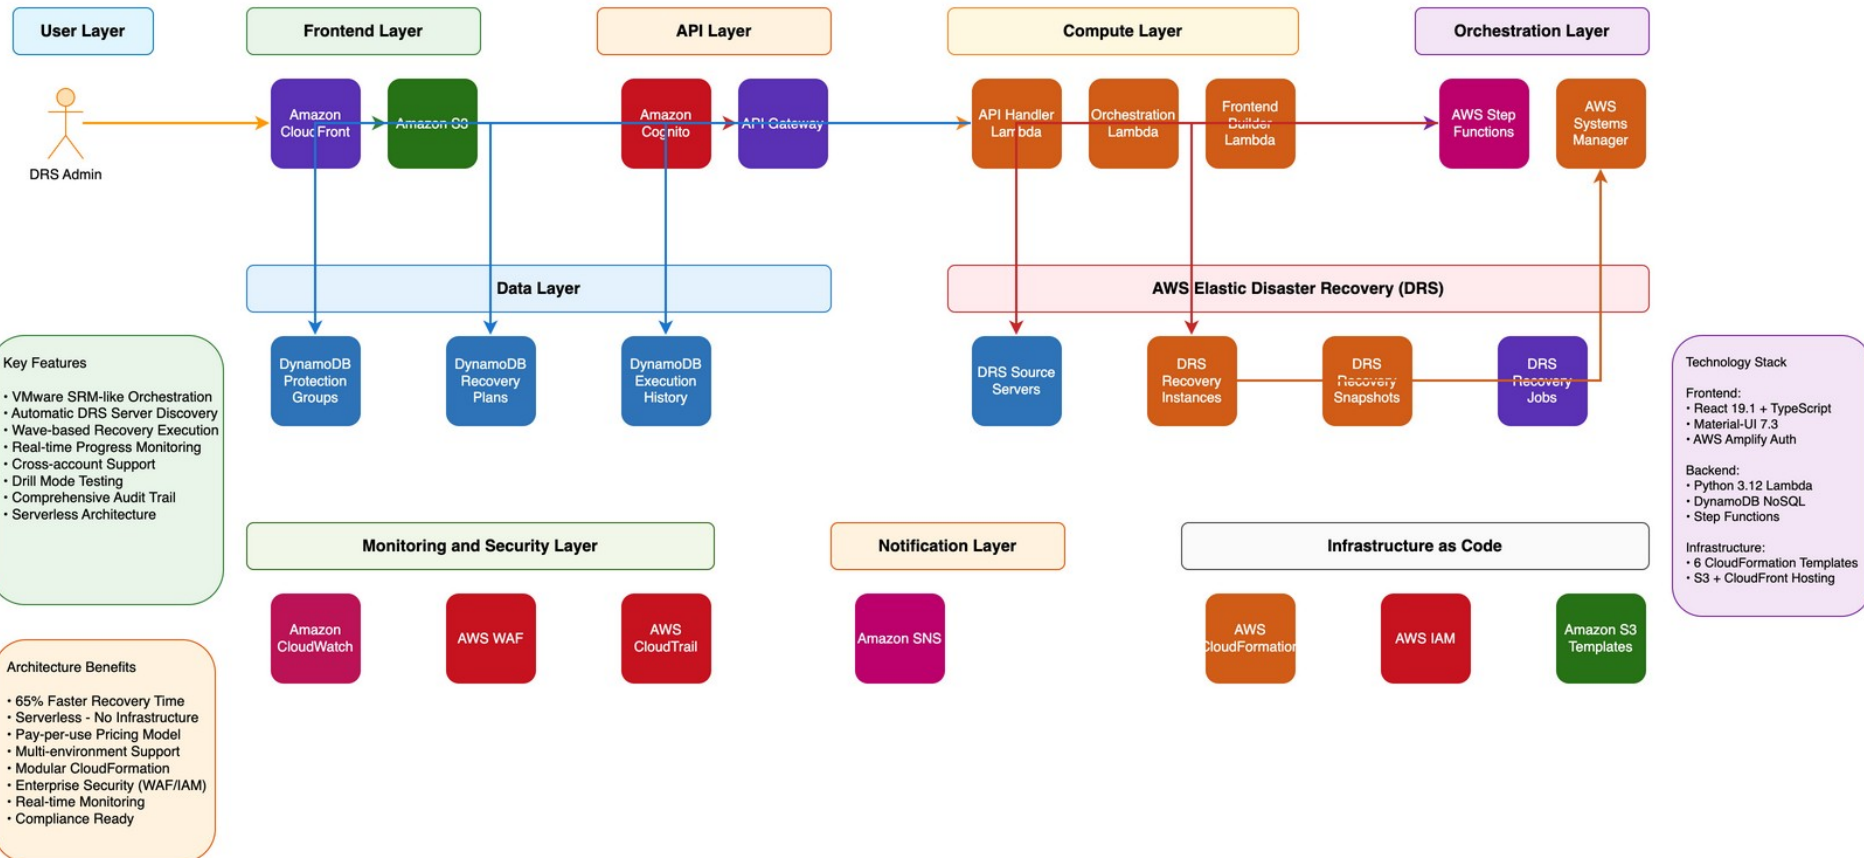 User Layer
Frontend Layer
API Layer
Compute Layer
Orchestration Layer
DRS Admin
Amazon
CloudFront
Amazon S3
Amazon
Cognito
API Gateway
API Handler
Lambda
Orchestration
Lambda
Frontend
Builder
Lambda
AWS Step
Functions
AWS
Systems
Manager
Data Layer
AWS Elastic Disaster Recovery (DRS)
DynamoDB
Protection
Groups
DynamoDB
Recovery
Plans
DynamoDB
Execution
History
DRS Source
Servers
DRS
Recovery
Instances
DRS
Recovery
Snapshots
DRS
Recovery
Jobs
Key Features
• VMware SRM-like Orchestration
• Automatic DRS Server Discovery
• Wave-based Recovery Execution
• Real-time Progress Monitoring
• Cross-account Support
• Drill Mode Testing
• Comprehensive Audit Trail
• Serverless Architecture
Technology Stack
Frontend:
• React 19.1 + TypeScript
• Material-UI 7.3
• AWS Amplify Auth
Backend:
• Python 3.12 Lambda
• DynamoDB NoSQL
• Step Functions
Infrastructure:
• 6 CloudFormation Templates
• S3 + CloudFront Hosting
Monitoring and Security Layer
Notification Layer
Infrastructure as Code
Amazon
CloudWatch
AWS WAF
AWS
CloudTrail
Amazon SNS
AWS
CloudFormation
AWS IAM
Amazon S3
Templates
Architecture Benefits
• 65% Faster Recovery Time
• Serverless - No Infrastructure
• Pay-per-use Pricing Model
• Multi-environment Support
• Modular CloudFormation
• Enterprise Security (WAF/IAM)
• Real-time Monitoring
• Compliance Ready